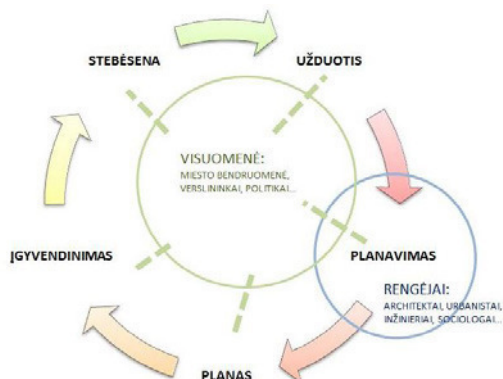 STEBĖSENA
UŽDUOTIS
VISUOMENĖ:
MIESTO BENDRUOMENĖ,
VERSLININKAI, POLITIKAI...
ĮGYVENDINIMAS
PLANAVIMAS
RENGĖJAI:
ARCHITEKTAI, URBANISTAI,
INŽINIERIAI, SOCIOLOGAI...
PLANAS